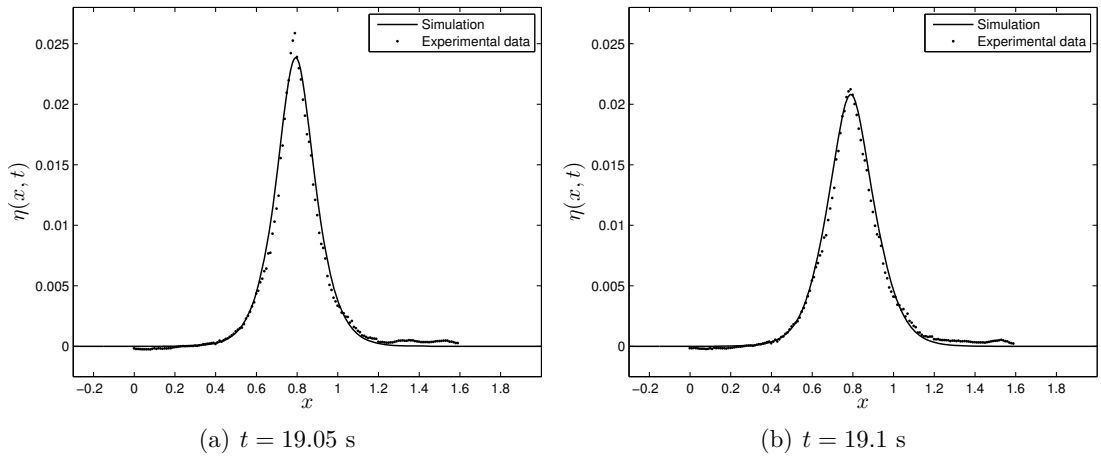 Simulation
Experimental data
0.025
0.02
0.015
0.01
0.005
0
η(x, t)
−0.2 0 0.2 0.4 0.6 0.8 1 1.2 1.4 1.6 1.8
x
(a) t = 19.05 s
Simulation
Experimental data
0.025
0.02
0.015
0.01
0.005
0
η(x, t)
−0.2 0 0.2 0.4 0.6 0.8 1 1.2 1.4 1.6 1.8
x
(b) t = 19.1 s